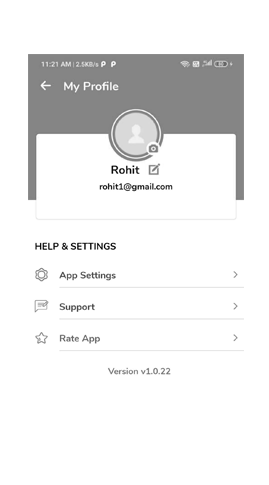 11:21 AM | 2.5KB/s P P
My Profile
Rohit
rohit1@gmail.com
HELP & SETTINGS
App Settings
Support
Rate App
Version v1.0.22